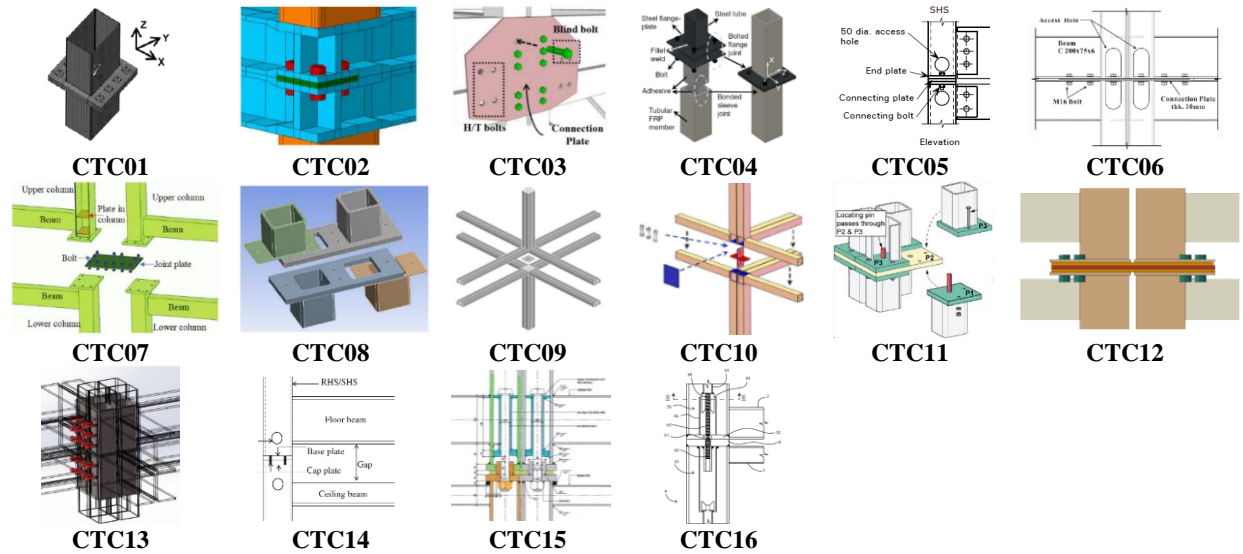 Z
Y
X
CTC01
CTC02
Blind bolt
H/T bolts
Connection
Plate
CTC03
Steel flange-
plate
Steel tube
Fillet
weld
Bolted
flange
joint
Bolt
Adhesive
Tubular
FRP
member
Bonded
sleeve
joint
X
CTC04
SHS
50 dia. access
hole
End plate
Connecting plate
Connecting bolt
Elevation
CTC05
Access Hole
Beam
C 200x75x6
M16 Bolt
Connection Plate
thk. 20mm
CTC06
Upper column
Upper
column
Plate in
column
Beam
Beam
Bolt
Joint plate
Beam
Beam
Lower column
Lower column
CTC07
CTC08
CTC09
CTC10
Locating pin
passes through
P2 & P3
P3
P2
P3
P1
CTC11
CTC12
CTC13
RHS/SHS
Floor beam
Base plate
Cap plate
Gap
Ceiling beam
CTC14
CTC15
CTC16